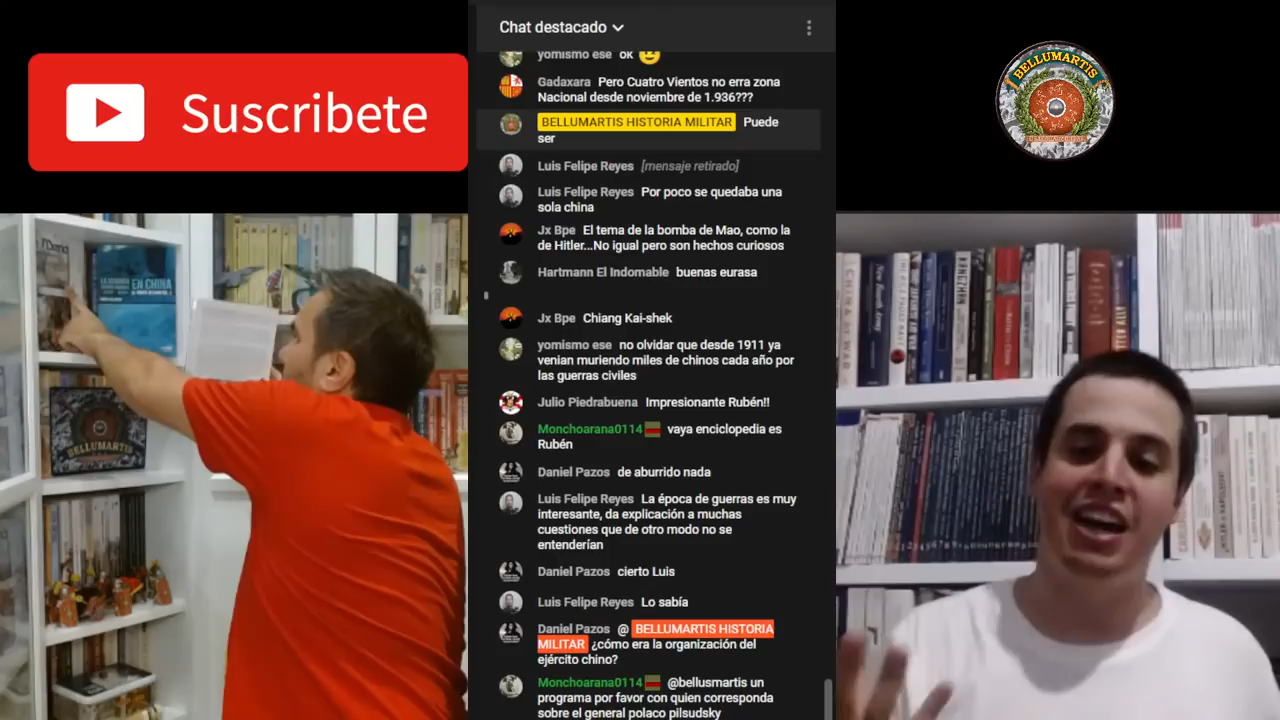 Suscribete
Chat destacado
yomismo ese ok
Gadaxara Pero Cuatro Vientos no erra zona
Nacional desde noviembre de 1.936???
BELLUMARTIS HISTORIA MILITAR Puede
ser
Luis Felipe Reyes [mensaje retirado]
Luis Felipe Reyes Por poco se quedaba una
sola china
Jx Bpe El tema de la bomba de Mao, como la
de Hitler...No igual pero son hechos curiosos
Hartmann El Indomable buenas eurasa
Jx Bpe Chiang Kai-shek
yomismo ese no olvidar que desde 1911 ya
venian muriendo miles de chinos cada año por
las guerras civiles
Julio Piedrabuena Impresionante Rubén!!
Monchoarana0114 vaya enciclopedia es
Rubén
Daniel Pazos de aburrido nada
Luis Felipe Reyes La época de guerras es muy
interesante, da explicación a muchas
cuestiones que de otro modo no se
entenderían
Daniel Pazos cierto Luis
Luis Felipe Reyes Lo sabía
Daniel Pazos @ BELLUMARTIS HISTORIA
MILITAR ¿cómo era la organización del
ejército chino?
Monchoarana0114 @bellusmartis un
programa por favor con quien corresponda
sobre el general polaco pilsudsky
BELLUMARTIS
EN CHINA
BELLUMARTIS
CHINA AT WAR